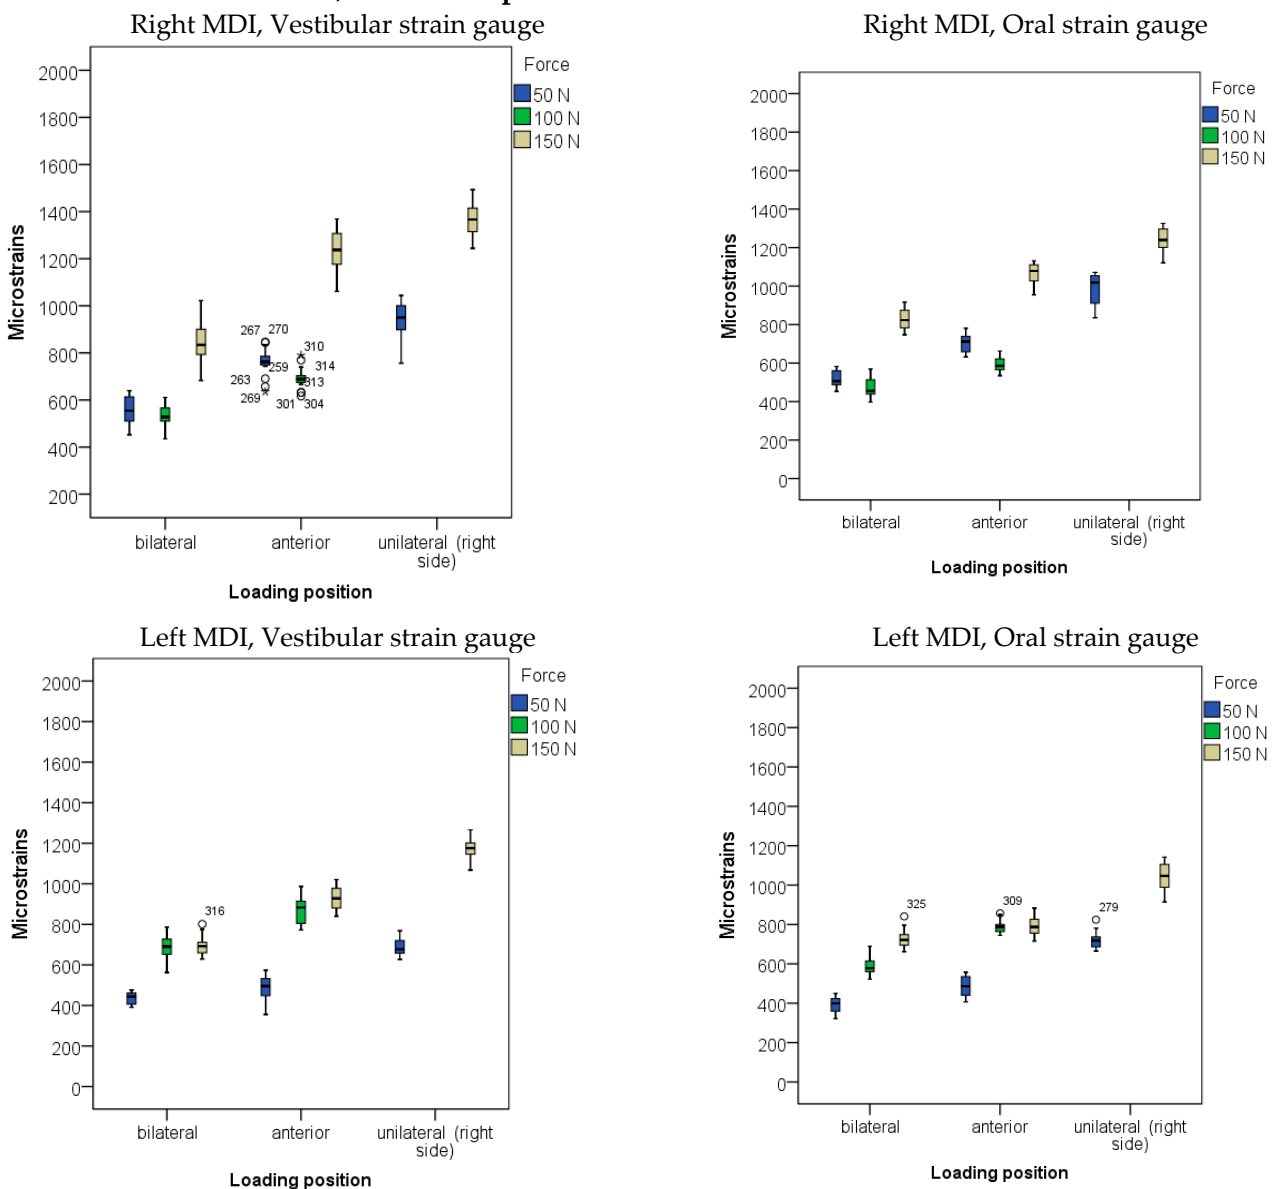 Right MDI, Vestibular strain gauge
Force
50 N
100 N
150 N
2000
1800
1600
1400
1200
1000
800
600
400
200
Microstrains
267 270
310
259
314
263
313
269
301 304
bilateral
anterior
unilateral (right
side)
Loading position
Right MDI, Oral strain gauge
Force
50 N
100 N
150 N
2000
1800
1600
1400
1200
1000
800
600
400
200
0
Microstrains
bilateral
anterior
unilateral (right
side)
Loading position
Left MDI, Vestibular strain gauge
Force
50 N
100 N
150 N
2000
1800
1600
1400
1200
1000
800
600
400
200
0
Microstrains
316
bilateral
anterior
unilateral (right
side)
Loading position
Left MDI, Oral strain gauge
Force
50 N
100 N
150 N
2000
1800
1600
1400
1200
1000
800
600
400
200
0
Microstrains
325
309
279
bilateral
anterior
unilateral (right
side)
Loading position